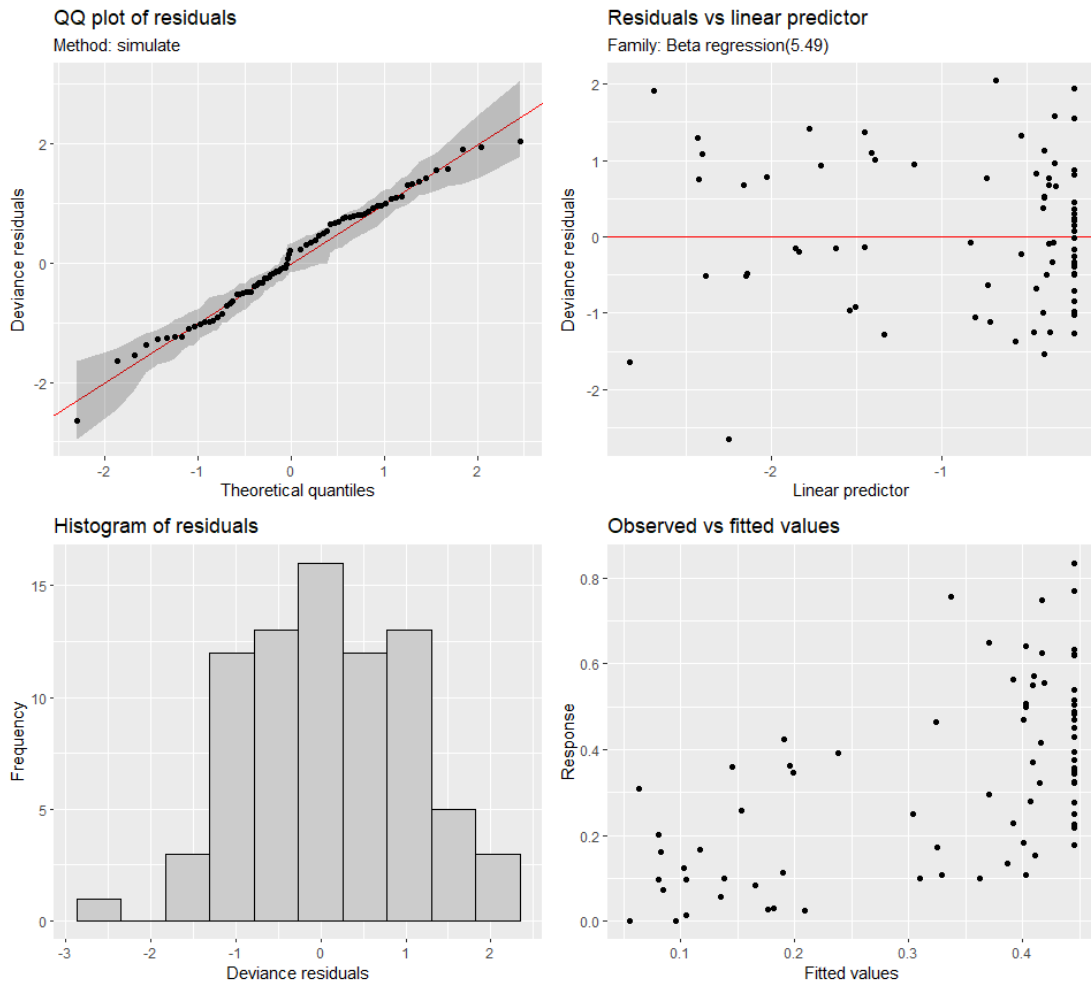 QQ plot of residuals
Method: simulate
2
0
-2
Deviance residuals
-2
-1
0
1
2
Theoretical quantiles
Residuals vs linear predictor
Family: Beta regression(5.49)
2
1
0
-1
-2
Deviance residuals
-2
-1
Linear predictor
Histogram of residuals
15
10
5
0
Frequency
-3
-2
-1
0
1
2
Deviance residuals
Observed vs fitted values
0.8
0.6
0.4
0.2
0.0
Response
0.1
0.2
0.3
0.4
Fitted values